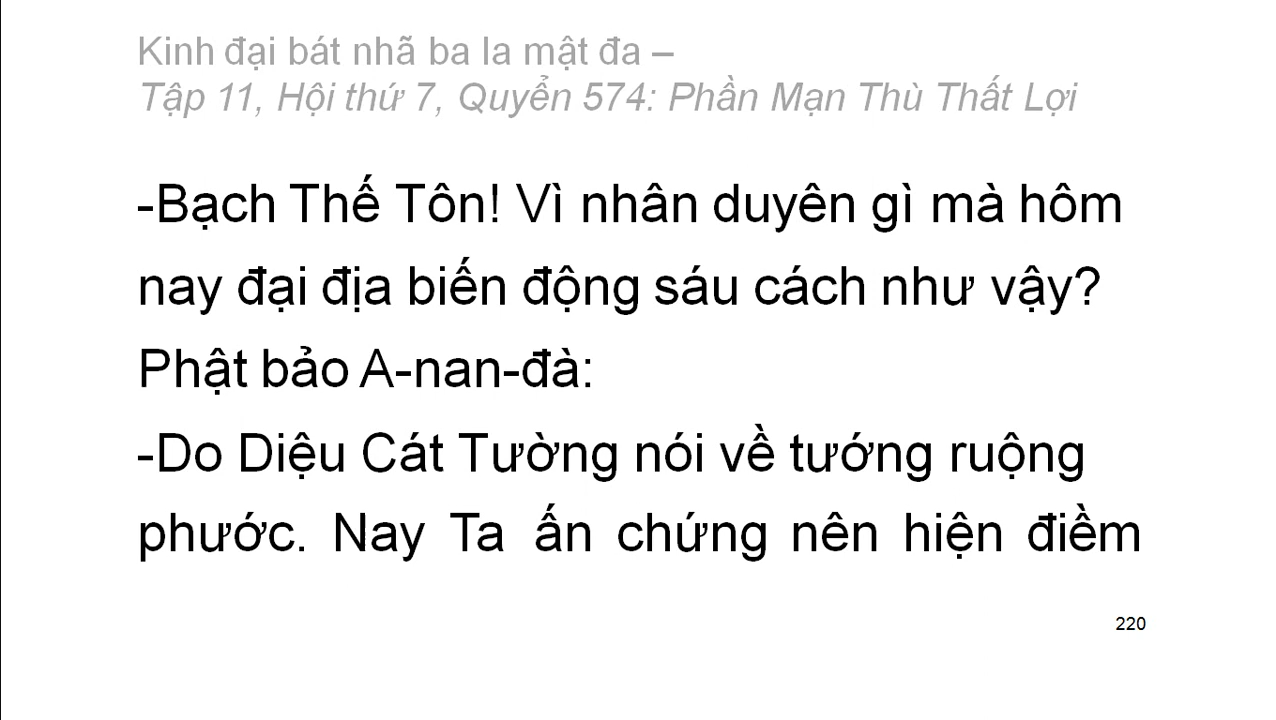 Kinh đại bát nhã ba la mật đa –
Tập 11, Hội thứ 7, Quyển 574: Phần Mạn Thù Thất Lợi
-Bạch Thế Tôn! Vì nhân duyên gì mà hôm
nay đại địa biến động sáu cách như vậy?
Phật bảo A-nan-đà:
-Do Diệu Cát Tường nói về tướng ruộng
phước. Nay Ta ấn chứng nên hiện điềm
220